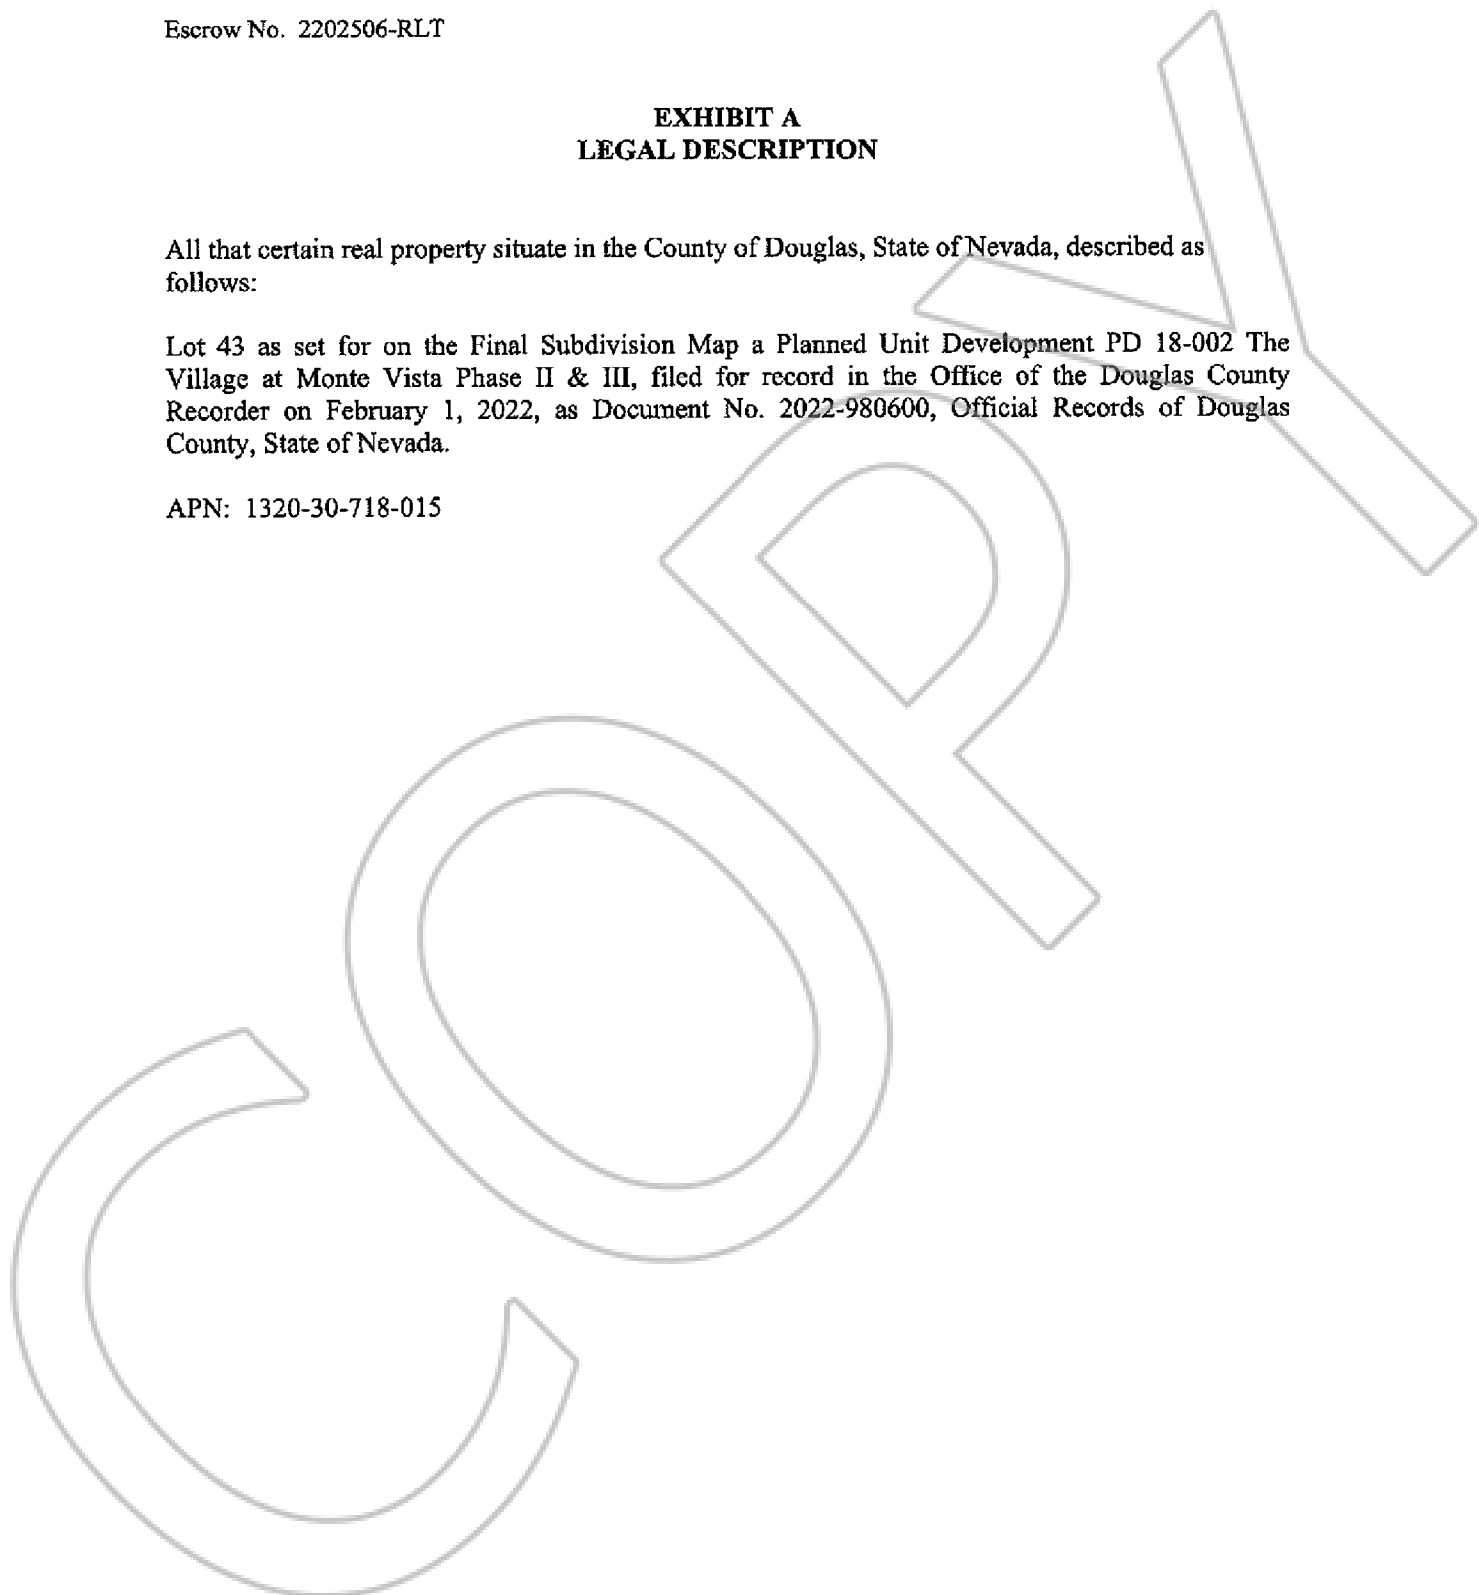 Escrow No. 2202506-RLT
EXHIBIT A
LEGAL DESCRIPTION
All that certain real property situate in the County of Douglas, State of Nevada, described as
follows:
Lot 43 as set for on the Final Subdivision Map a Planned Unit Development PD 18-002 The
Village at Monte Vista Phase II & III, filed for record in the Office of the Douglas County
Recorder on February 1, 2022, as Document No. 2022-980600, Official Records of Douglas
County, State of Nevada.
APN: 1320-30-718-015
COPY